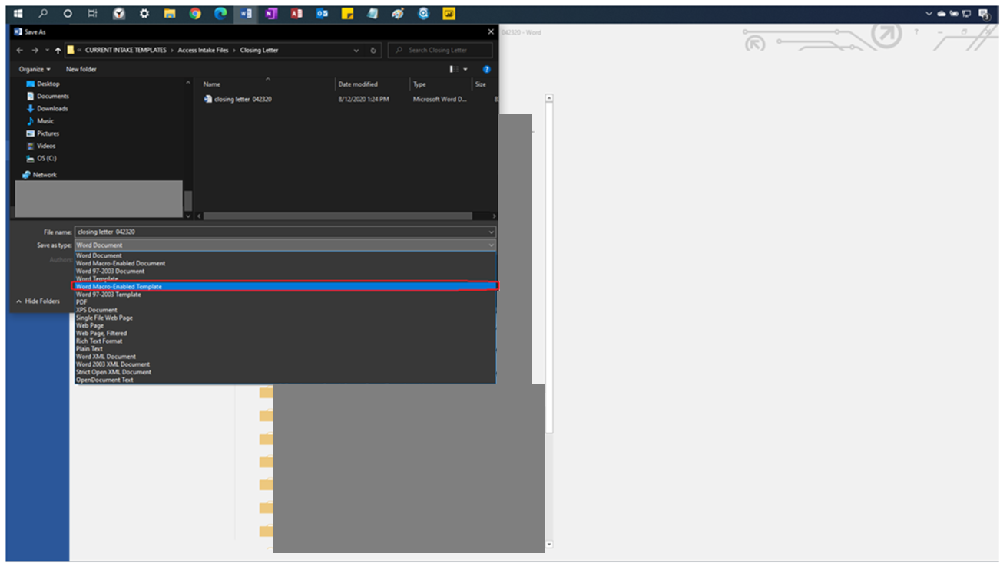 Save As
042320 - Word
« CURRENT INTAKE TEMPLATES › Access Intake Files › Closing Letter
Search Closing Letter
Organize
New folder
Name
Date modified
Type
Size
Desktop
Documents
Downloads
Music
Pictures
Videos
OS (C:)
Network
closing letter 042320
8/12/2020 1:24 PM
Microsoft Word D...
File name:
closing letter 042320
Save as type:
Word Document
Authors:
Word Document
Word Macro-Enabled Document
Word 97-2003 Document
Word Template
Word Macro-Enabled Template
Word 97-2003 Template
PDF
XPS Document
Single File Web Page
Web Page
Web Page, Filtered
Rich Text Format
Plain Text
Word XML Document
Word 2003 XML Document
Strict Open XML Document
OpenDocument Text
Hide Folders